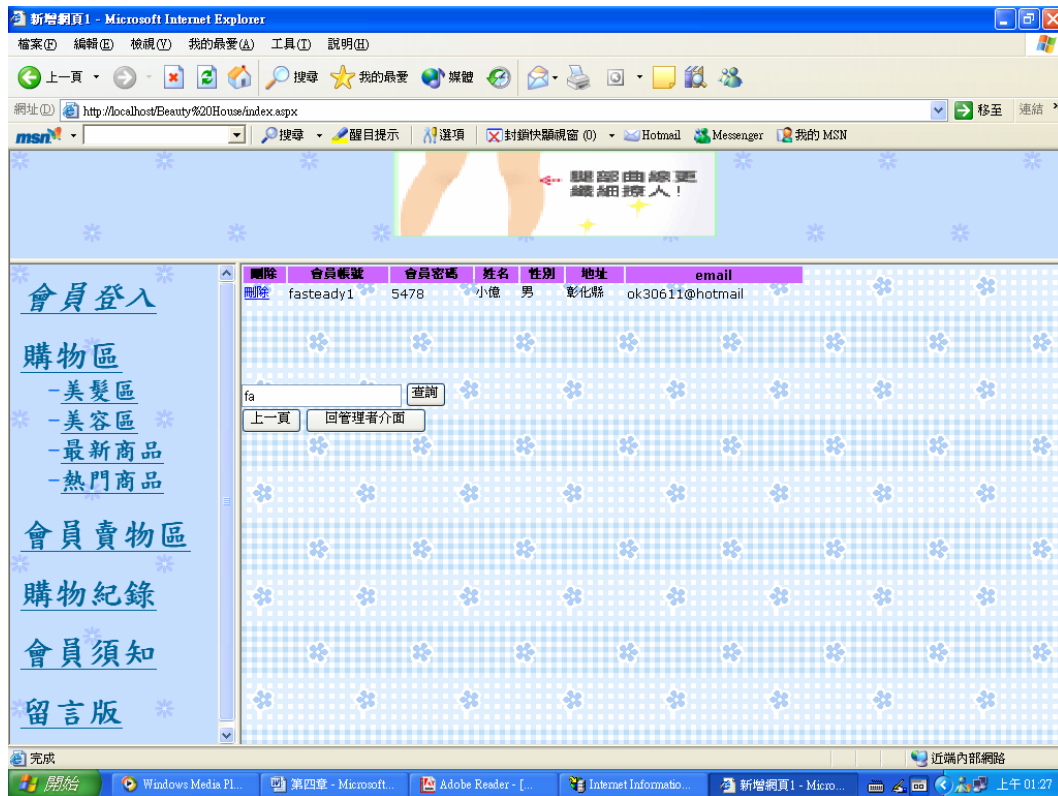 新增網頁1 - Microsoft Internet Explorer
檔案(F) 編輯(E) 檢視(V) 我的最愛(A) 工具(T) 說明(H)
上一頁 搜尋 我的最愛 媒體
網址(D) http://localhost/Beauty%20House/index.aspx 移至 連結 »
msn 搜尋 醒目提示 選項 封鎖快顯視窗 (0) Hotmail Messenger 我的 MSN
腿部曲線更
纖細撩人!
刪除 會員帳號 會員密碼 姓名 性別 地址 email
刪除 fasteady1 5478 小億 男 彰化縣 ok30611@hotmail
會員登入
購物區
-美髮區
-美容區
-最新商品
-熱門商品
會員賣物區
購物紀錄
會員須知
留言版
fa 查詢
上一頁 回管理者介面
完成 近端內部網路
開始 Windows Media Pl... 第四章 - Microsoft... Adobe Reader - [... Internet Informatio... 新增網頁1 - Micro... 上午 01:27